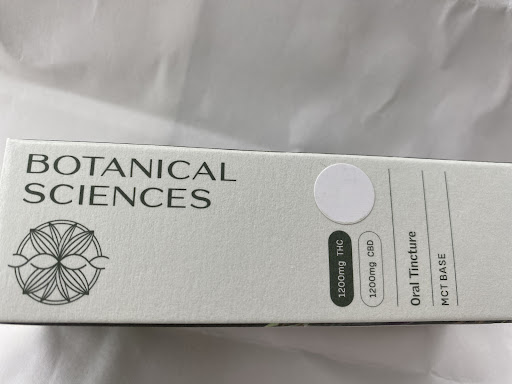 BOTANICAL
SCIENCES
1200mg THC
1200mg CBD
Oral Tincture
MCT BASE